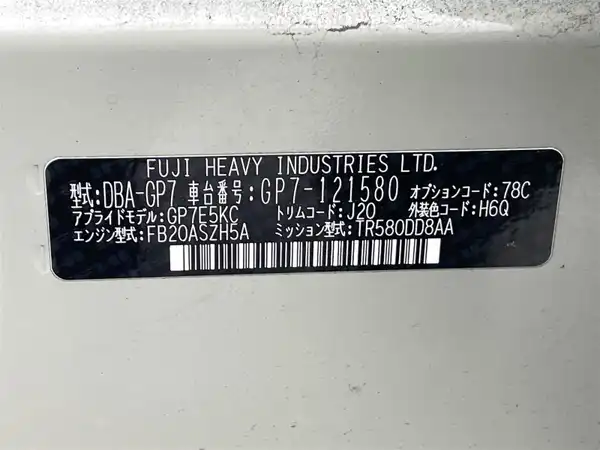 FUJI HEAVY INDUSTRIES LTD.
型式:DBA-GP7 車台番号:GP7-121580 オプションコード:78C
アプライドモデル:GP7E5KC トリムコード:J20 外装色コード:H6Q
エンジン型式:FB20ASZH5A ミッション型式:TR580DD8AA